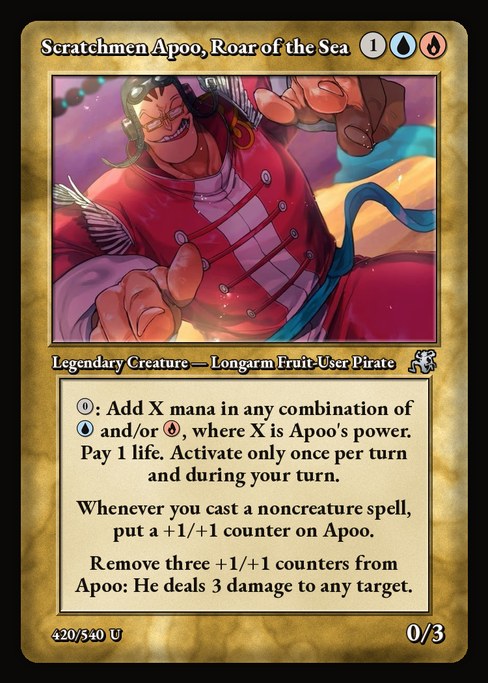 Scratchmen Apoo, Roar of the Sea 1
Legendary Creature — Longarm Fruit-User Pirate
0: Add X mana in any combination of
and/or , where X is Apoo's power.
Pay 1 life. Activate only once per turn
and during your turn.
Whenever you cast a noncreature spell,
put a +1/+1 counter on Apoo.
Remove three +1/+1 counters from
Apoo: He deals 3 damage to any target.
420/540 U
0/3